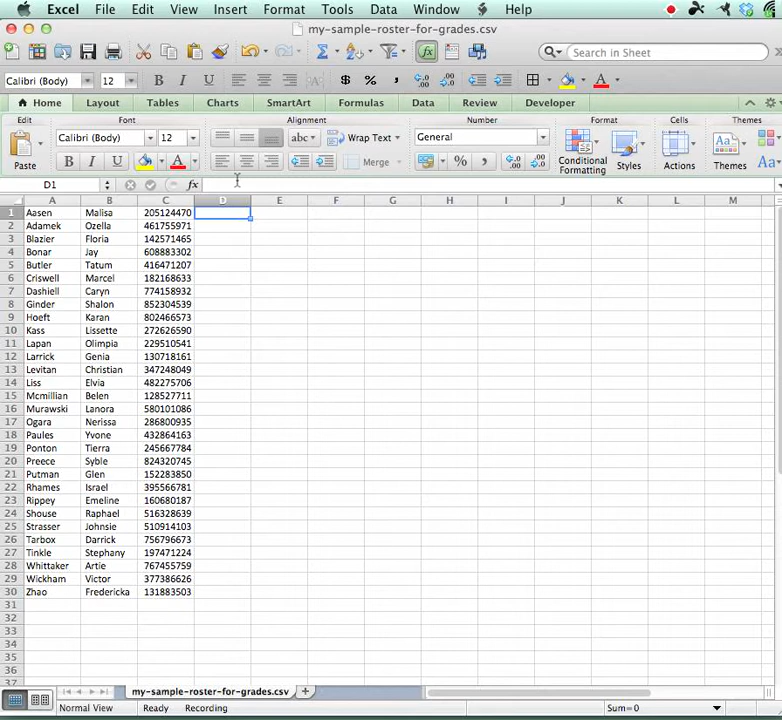 Excel File Edit View Insert Format Tools Data Window Help
my-sample-roster-for-grades.csv
Search in Sheet
Calibri (Body) 12 B I U A $ % , A
Home Layout Tables Charts SmartArt Formulas Data Review Developer
Edit Font Alignment Number Format Cells Themes
Calibri (Body) 12 abc Wrap Text General
Paste B I U A Merge % , Conditional Formatting Styles Actions Themes Aa
D1 fx
A B C D E F G H I J K L M
1 Aasen Malisa 205124470
2 Adamek Ozella 461755971
3 Blazier Floria 142571465
4 Bonar Jay 608883302
5 Butler Tatum 416471207
6 Criswell Marcel 182168633
7 Dashiell Caryn 774158932
8 Ginder Shalon 852304539
9 Hoeft Karan 802466573
10 Kass Lissette 272626590
11 Lapan Olimpia 229510541
12 Larrick Genia 130718161
13 Levitan Christian 347248049
14 Liss Elvia 482275706
15 Mcmillian Belen 128527711
16 Murawski Lanora 580101086
17 Ogara Nerissa 286800935
18 Paules Yvone 432864163
19 Ponton Tierra 245667784
20 Preece Syble 824320745
21 Putman Glen 152283850
22 Rhames Israel 395566781
23 Rippey Emeline 160680187
24 Shouse Raphael 516328639
25 Strasser Johnsie 510914103
26 Tarbox Darrick 756796673
27 Tinkle Stephany 197471224
28 Whittaker Artie 767455759
29 Wickham Victor 377386626
30 Zhao Fredericka 131883503
31
32
33
34
35
36
37
my-sample-roster-for-grades.csv +
Normal View Ready Recording Sum=0